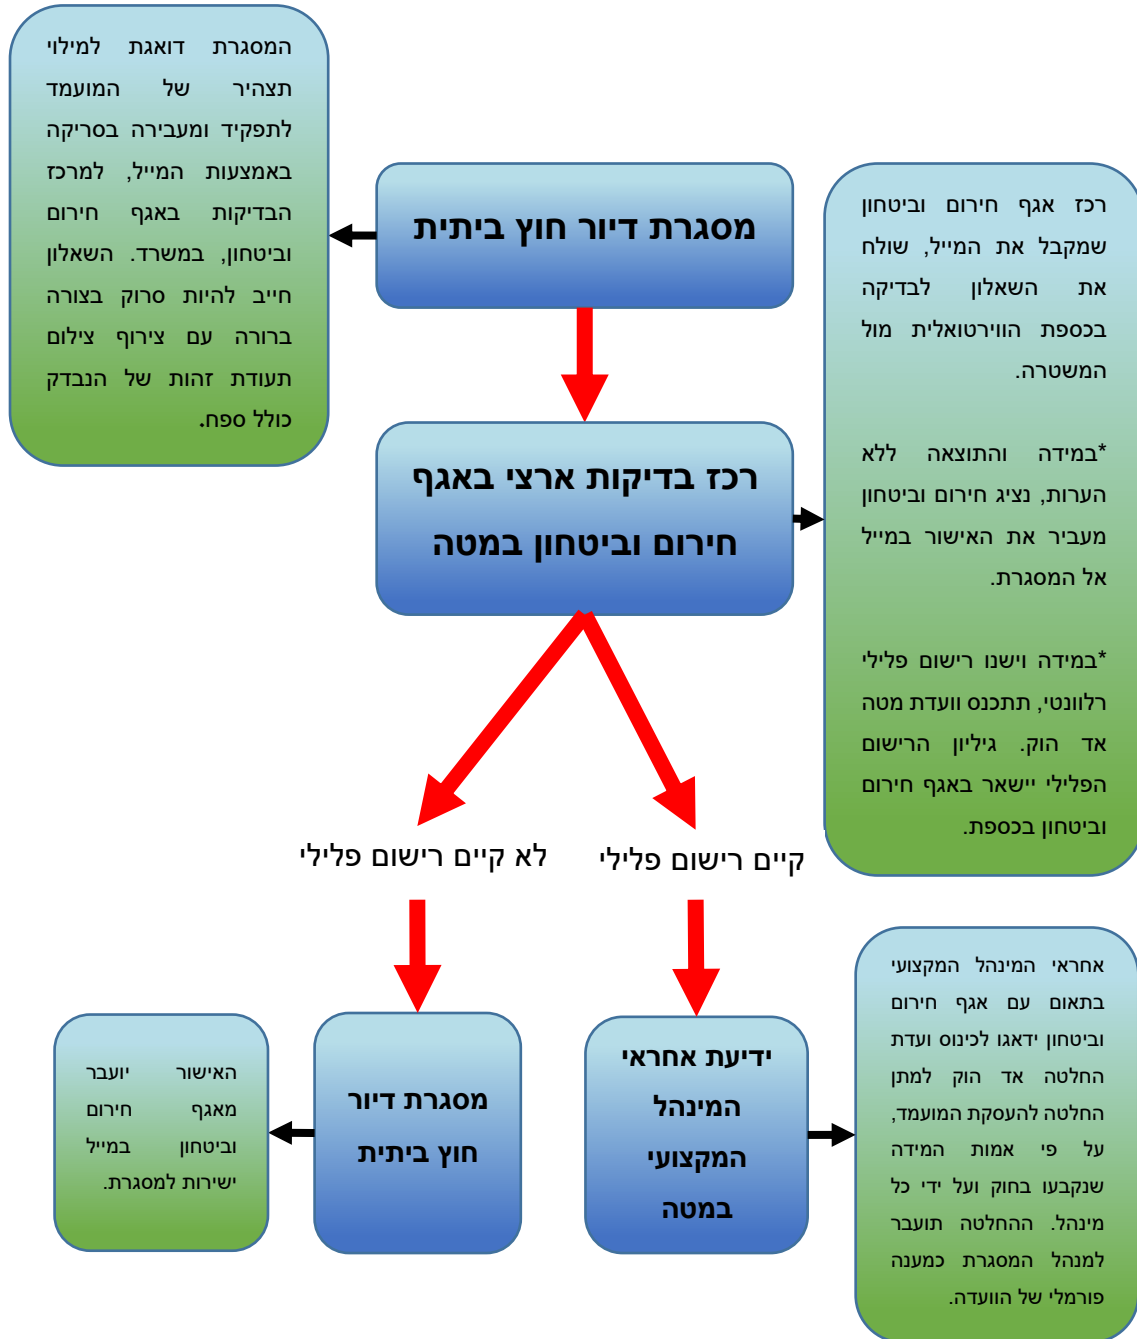 המסגרת דואגת למילוי
תצהיר של המועמד
לתפקיד ומעבירה בסריקה
באמצעות המייל, למרכז
הבדיקות באגף חירום
וביטחון, במשרד. השאלון
חייב להיות סרוק בצורה
ברורה עם צירוף צילום
תעודת זהות של הנבדק
כולל ספח.
מסגרת דיור חוץ ביתית
רכז אגף חירום וביטחון
שמקבל את המייל, שולח
את השאלון לבדיקה
בכספת הווירטואלית מול
המשטרה.
*במידה והתוצאה ללא
הערות, נציג חירום וביטחון
מעביר את האישור במייל
אל המסגרת.
*במידה וישנו רישום פלילי
רלוונטי, תתכנס וועדת מטה
אד הוק. גיליון הרישום
הפלילי יישאר באגף חירום
וביטחון בכספת.
רכז בדיקות ארצי באגף
חירום וביטחון במטה
קיים רישום פלילי
לא קיים רישום פלילי
אחראי המינהל המקצועי
בתאום עם אגף חירום
וביטחון ידאגו לכינוס ועדת
החלטה אד הוק למתן
החלטה להעסקת המועמד,
על פי אמות המידה
שנקבעו בחוק ועל ידי כל
מינהל. ההחלטה תועבר
למנהל המסגרת כמענה
פורמלי של הוועדה.
ידיעת אחראי
המינהל
המקצועי
במטה
מסגרת דיור
חוץ ביתית
האישור יועבר
מאגף חירום
וביטחון במייל
ישירות למסגרת.